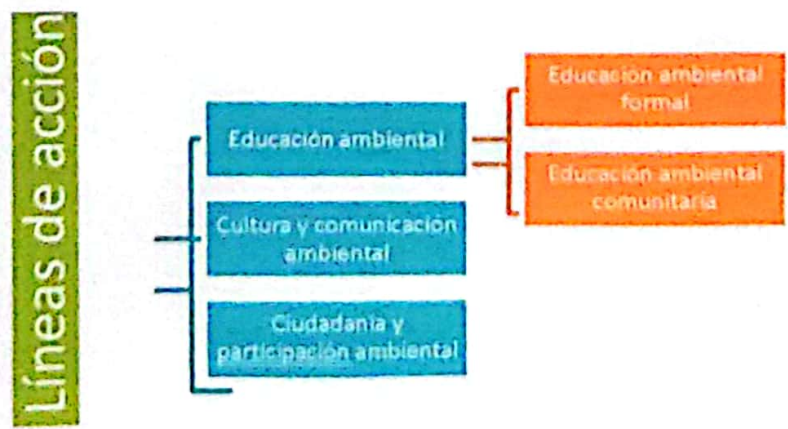 Líneas de acción
Educación ambiental
Cultura y comunicación
ambiental
Ciudadanía y
participación ambiental
Educación ambiental
formal
Educación ambiental
comunitaria